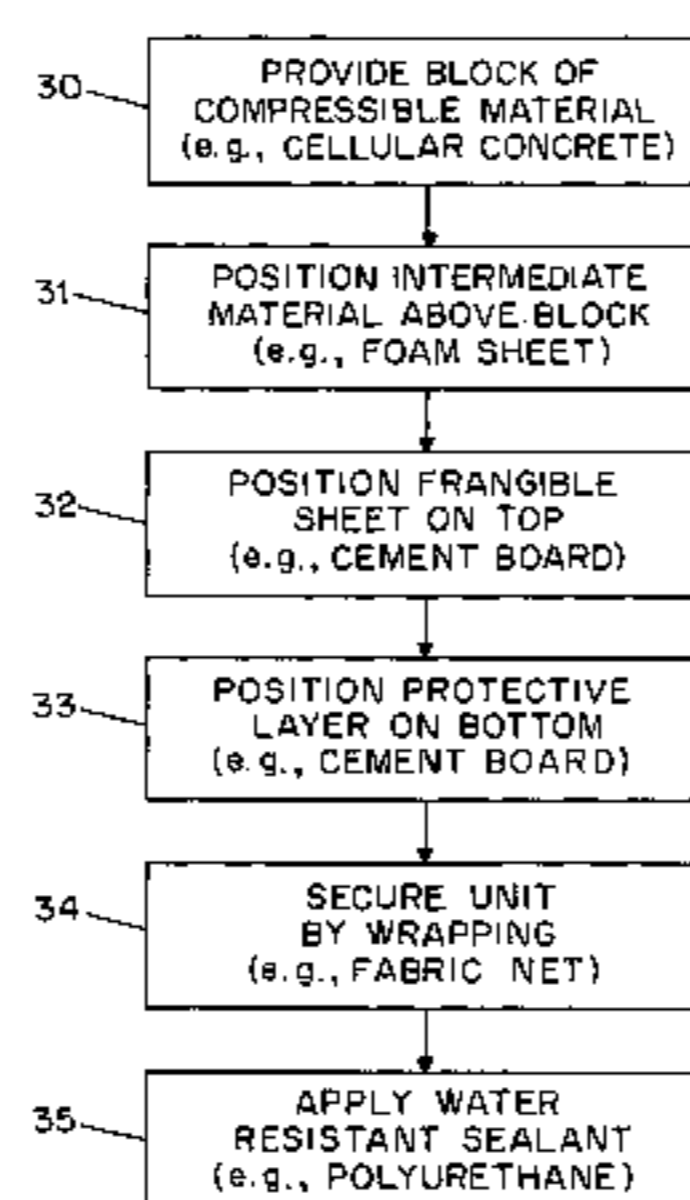 30
PROVIDE BLOCK OF
COMPRESSIBLE MATERIAL
(e.g., CELLULAR CONCRETE)
31
POSITION INTERMEDIATE
MATERIAL ABOVE BLOCK
(e.g., FOAM SHEET)
32
POSITION FRANGIBLE
SHEET ON TOP
(e.g., CEMENT BOARD)
33
POSITION PROTECTIVE
LAYER ON BOTTOM
(e.g., CEMENT BOARD)
34
SECURE UNIT
BY WRAPPING
(e.g., FABRIC NET)
35
APPLY WATER
RESISTANT SEALANT
(e.g., POLYURETHANE)